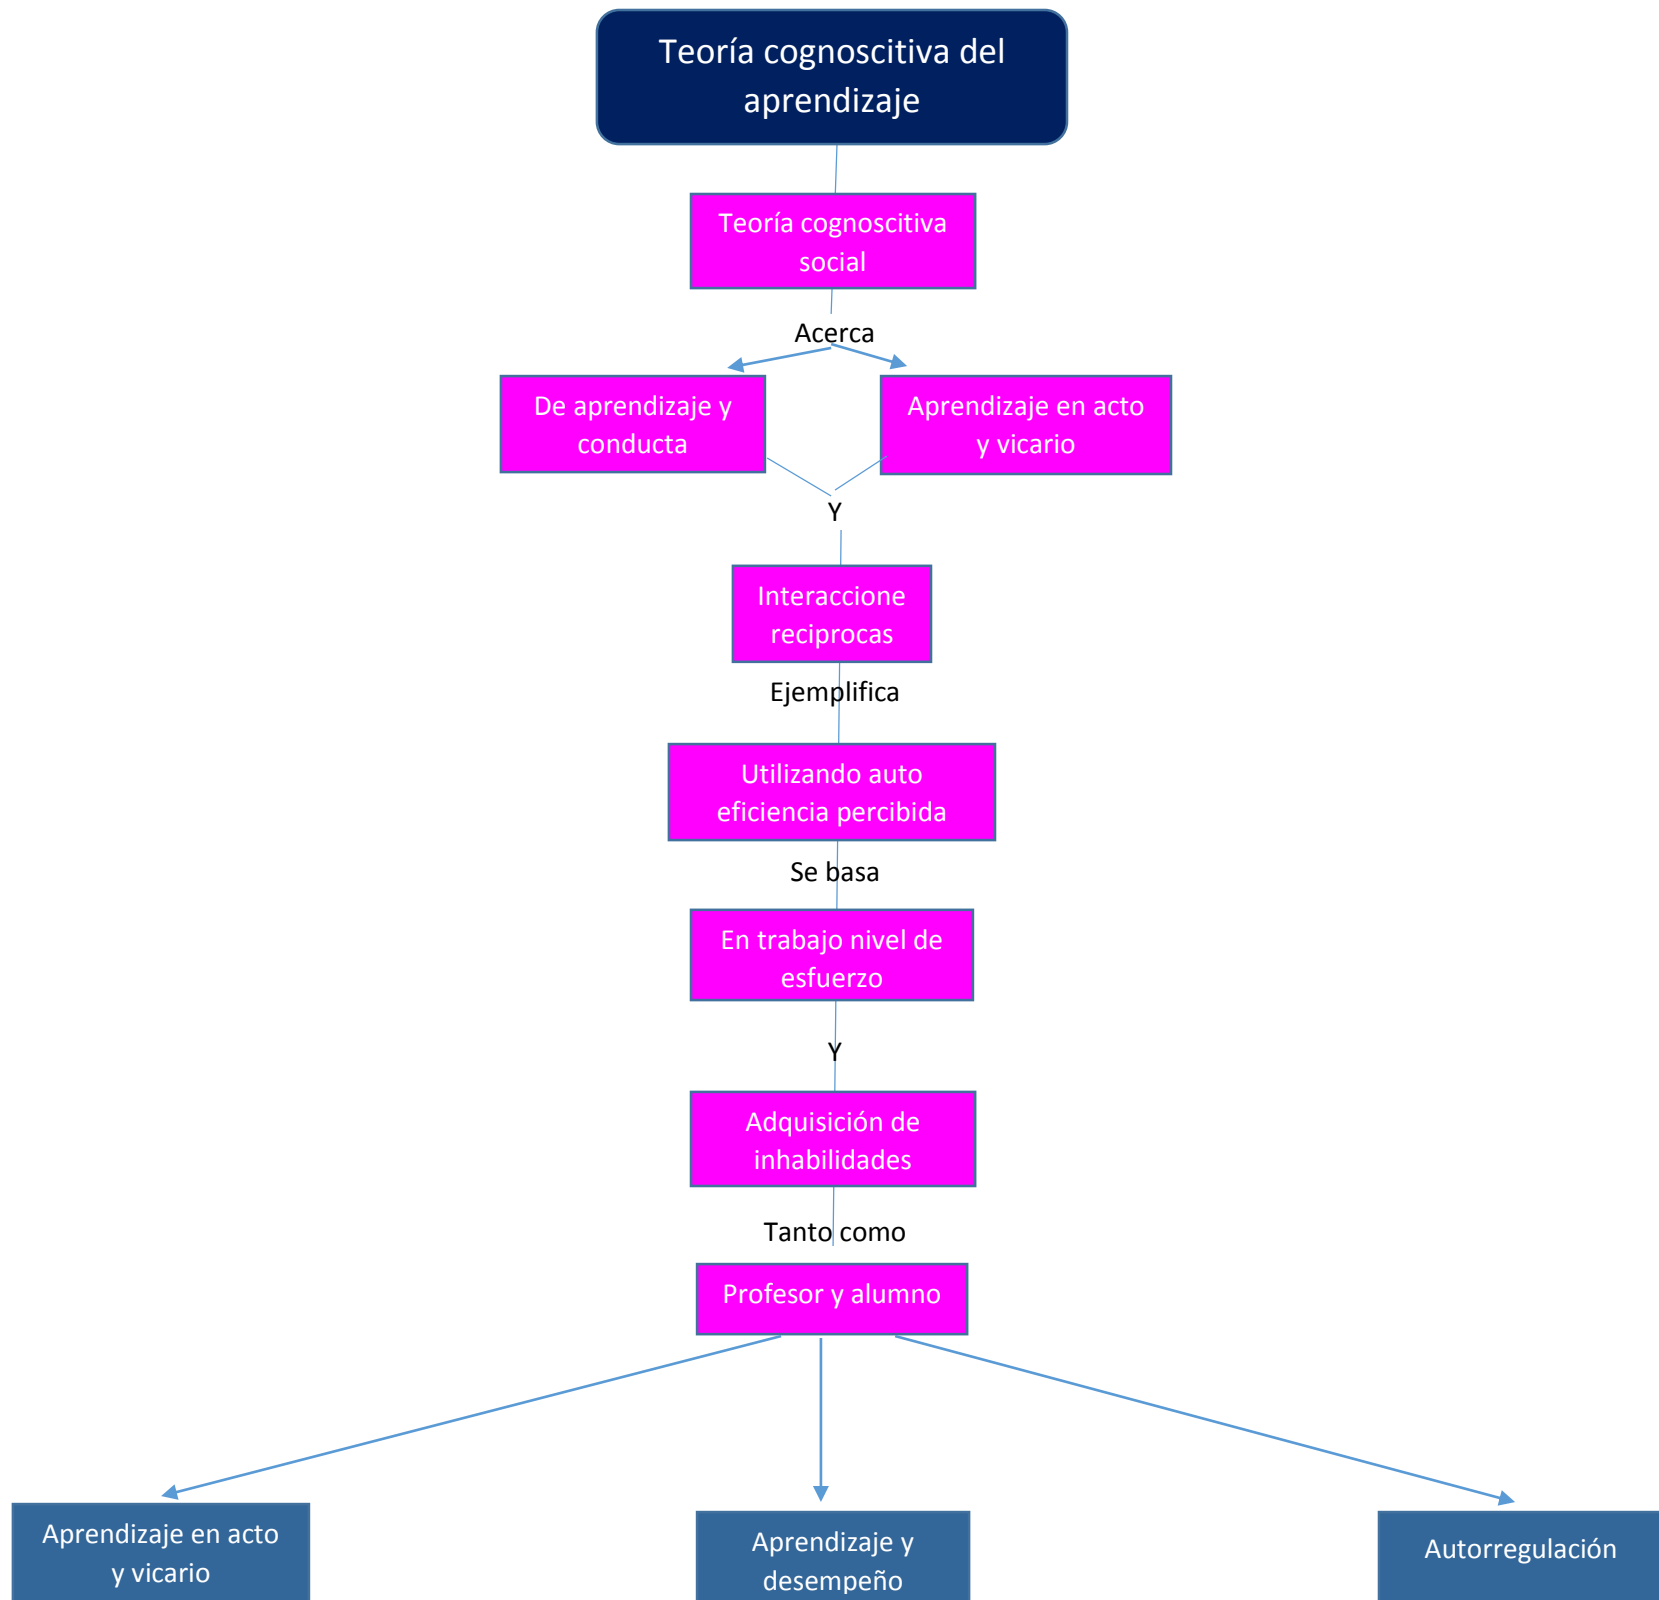 Teoría cognoscitiva del
aprendizaje
Teoría cognoscitiva
social
Acerca
De aprendizaje y
conducta
Aprendizaje en acto
y vicario
Y
Interaccione
reciprocas
Ejemplifica
Utilizando auto
eficiencia percibida
Se basa
En trabajo nivel de
esfuerzo
Y
Adquisición de
inhabilidades
Tanto como
Profesor y alumno
Aprendizaje en acto
y vicario
Aprendizaje y
desempeño
Autorregulación